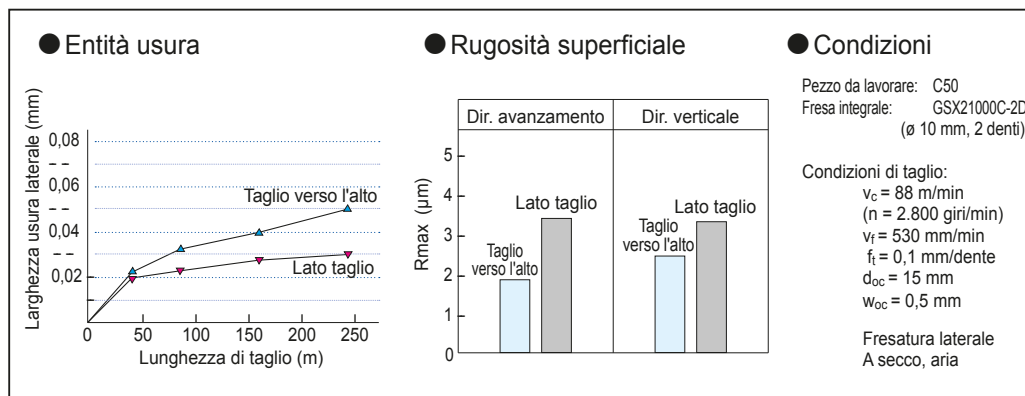 ● Entità usura
Larghezza usura laterale (mm)
0,08
0,06
0,04
0,02
0
50
100
150
200
250
Taglio verso l'alto
Lato taglio
Lunghezza di taglio (m)
● Rugosità superficiale
Dir. avanzamento
Dir. verticale
Rmax (μm)
5
4
3
2
1
0
Taglio
verso l'alto
Lato taglio
Taglio
verso l'alto
Lato taglio
● Condizioni
Pezzo da lavorare: C50
Fresa integrale: GSX21000C-2D
(ø 10 mm, 2 denti)
Condizioni di taglio:
vc = 88 m/min
(n = 2.800 giri/min)
vf = 530 mm/min
ft = 0,1 mm/dente
doc = 15 mm
woc = 0,5 mm
Fresatura laterale
A secco, aria